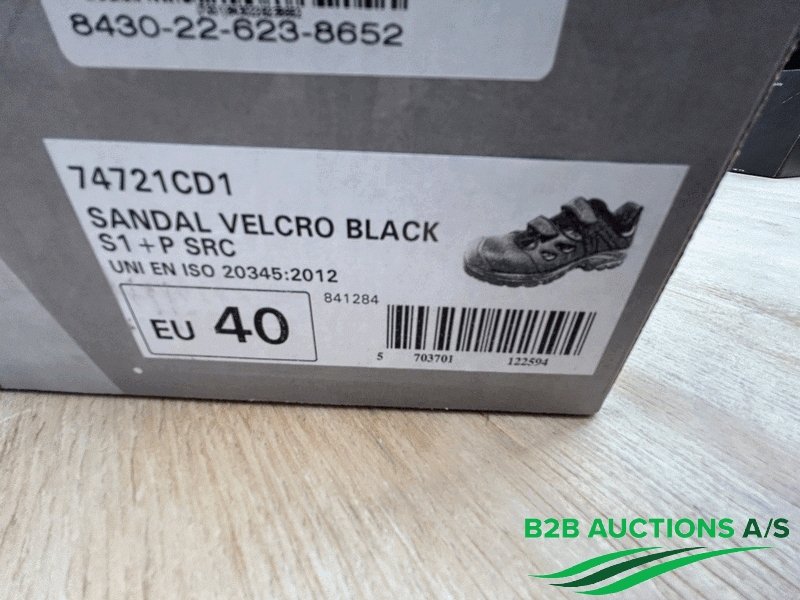 8430-22-623-8652
74721CD1
SANDAL VELCRO BLACK
S1+P SRC
UNI EN ISO 20345:2012
841284
EU 40
5 703701 122594
B2B AUCTIONS A/S